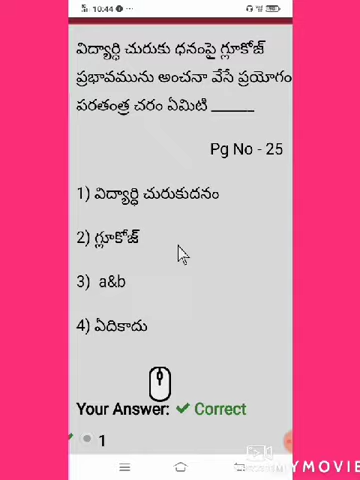 10:44
విద్యార్థి చురుకు ధనంపై గ్లూకోజ్
ప్రభావమును అంచనా వేసే ప్రయోగం
పరతంత్ర చరం ఏమిటి ______
Pg No - 25
1) విద్యార్ధి చురుకుదనం
2) గ్లూకోజ్
3) a&b
4) ఏదికాదు
Your Answer: ✔ Correct
1
MYMOVIE